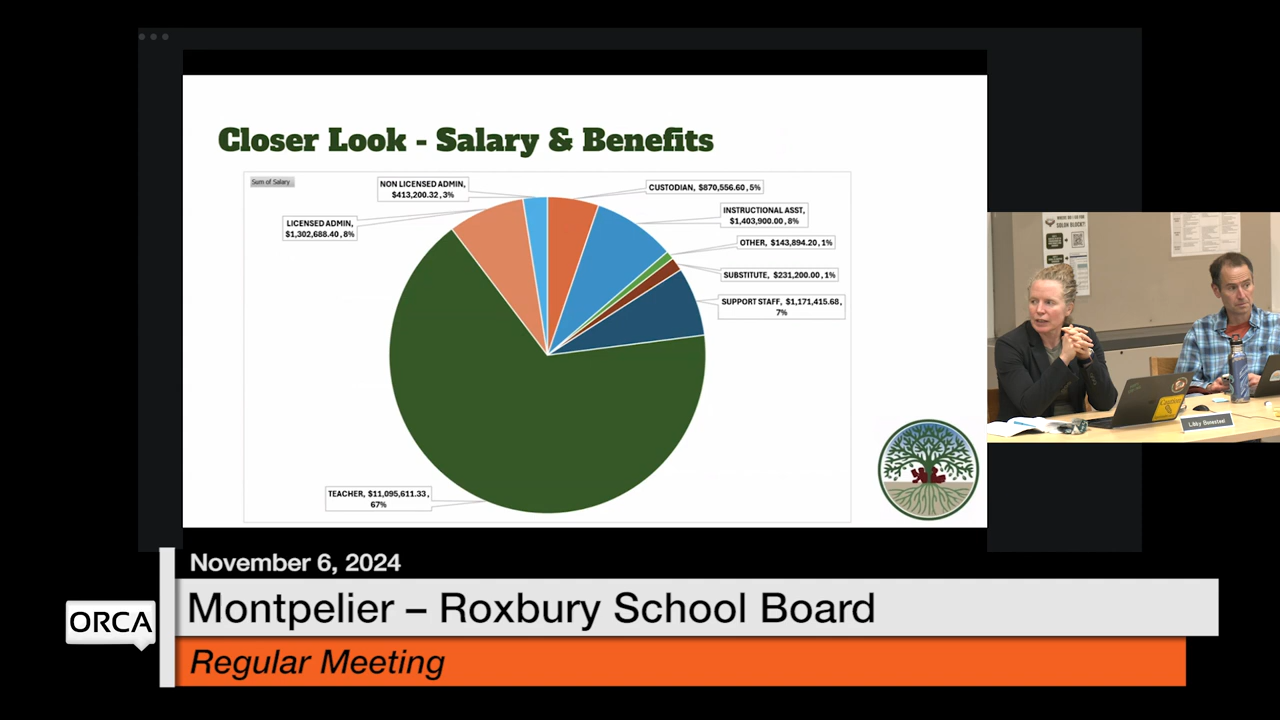 Closer Look - Salary & Benefits
Sum of Salary
NON LICENSED ADMIN,
$413,200.32, 3%
CUSTODIAN, $870,556.60, 5%
LICENSED ADMIN,
$1,302,688.40, 8%
INSTRUCTIONAL ASST,
$1,403,900.00, 8%
OTHER, $143,894.20, 1%
SUBSTITUTE, $231,200.00, 1%
SUPPORT STAFF, $1,171,415.68,
7%
TEACHER, $11,095,611.33,
67%
Libby Bonesteel
November 6, 2024
Montpelier – Roxbury School Board
ORCA
Regular Meeting